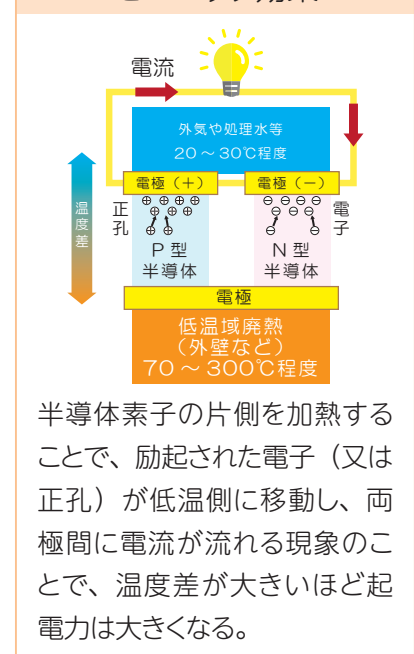 電流
外気や処理水等
20～30℃程度
電極（＋）
電極（－）
温度差
正孔
電子
P 型
半導体
N 型
半導体
電極
低温域廃熱
（外壁など）
70～300℃程度
半導体素子の片側を加熱する
ことで、励起された電子（又は
正孔）が低温側に移動し、両
極間に電流が流れる現象のこ
とで、温度差が大きいほど起
電力は大きくなる。